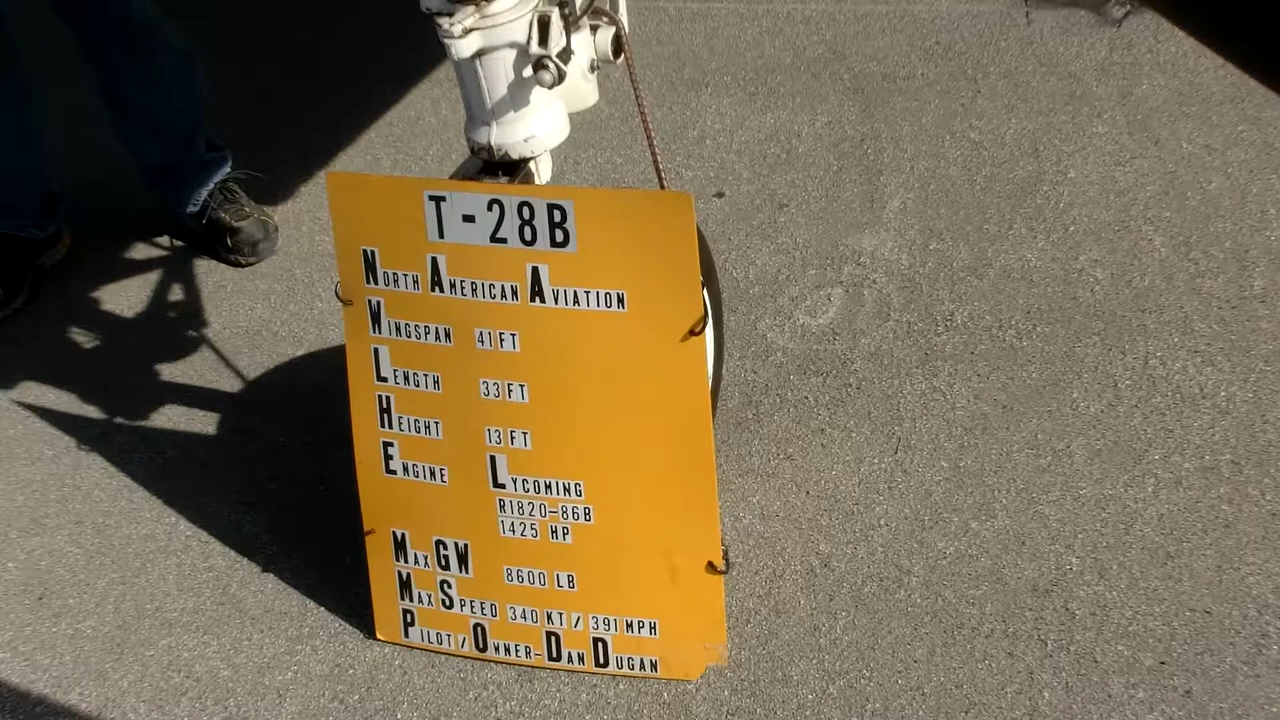 T-28B
NORTH AMERICAN AVIATION
WINGSPAN 41 FT
LENGTH 33 FT
HEIGHT 13 FT
ENGINE LYCOMING
R1820-86B
1425 HP
MAX GW 8600 LB
MAX SPEED 340 KT / 391 MPH
PILOT/OWNER-DAN DUGAN